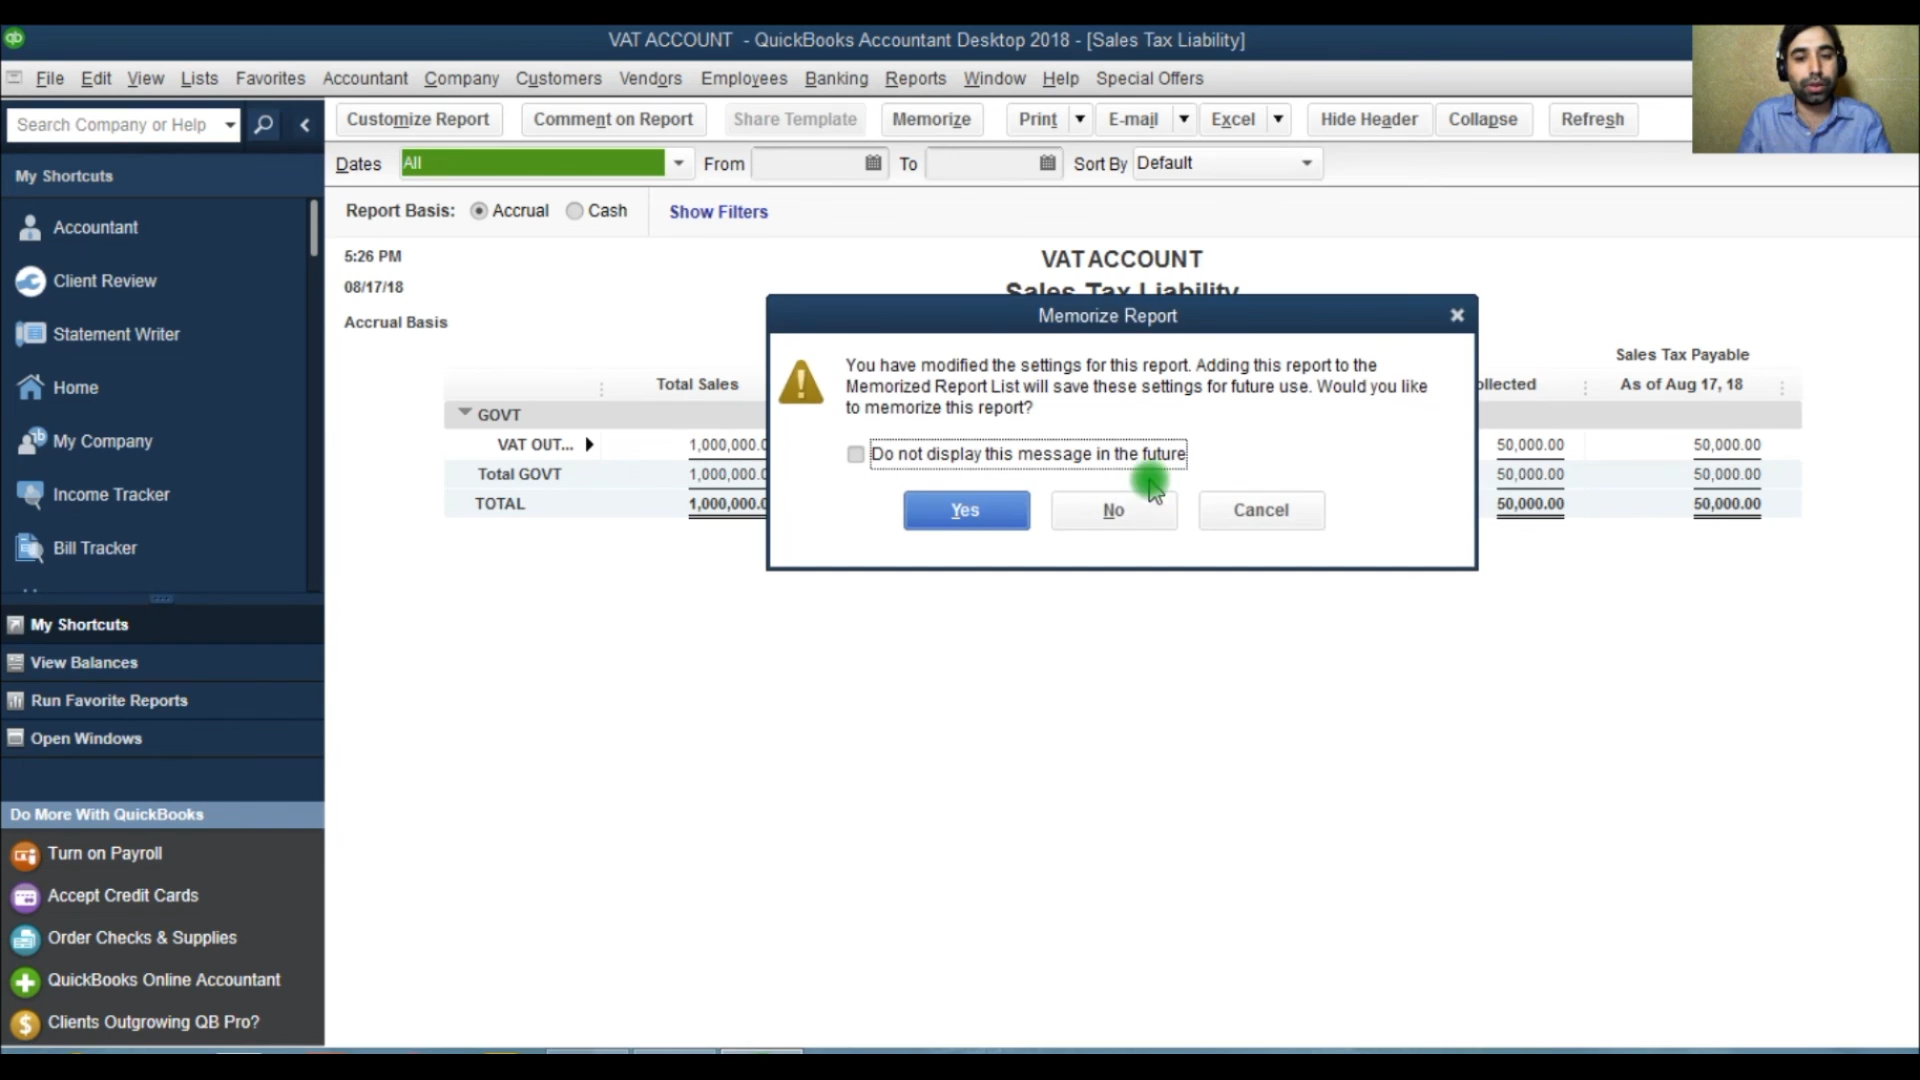 VAT ACCOUNT - QuickBooks Accountant Desktop 2018 - [Sales Tax Liability]
File Edit View Lists Favorites Accountant Company Customers Vendors Employees Banking Reports Window Help Special Offers
Search Company or Help
Customize Report Comment on Report Share Template Memorize Print E-mail Excel Hide Header Collapse Refresh
Dates All From To Sort By Default
Report Basis: Accrual Cash Show Filters
My Shortcuts
Accountant
Client Review
Statement Writer
Home
My Company
Income Tracker
Bill Tracker
My Shortcuts
View Balances
Run Favorite Reports
Open Windows
Do More With QuickBooks
Turn on Payroll
Accept Credit Cards
Order Checks & Supplies
QuickBooks Online Accountant
Clients Outgrowing QB Pro?
5:26 PM
08/17/18
Accrual Basis
VAT ACCOUNT
Sales Tax Liability
Sales Tax Payable
Total Sales ollected As of Aug 17, 18
GOVT
VAT OUT... 1,000,000.0 50,000.00 50,000.00
Total GOVT 1,000,000.0 50,000.00 50,000.00
TOTAL 1,000,000.0 50,000.00 50,000.00
Memorize Report
You have modified the settings for this report. Adding this report to the
Memorized Report List will save these settings for future use. Would you like
to memorize this report?
Do not display this message in the future
Yes No Cancel